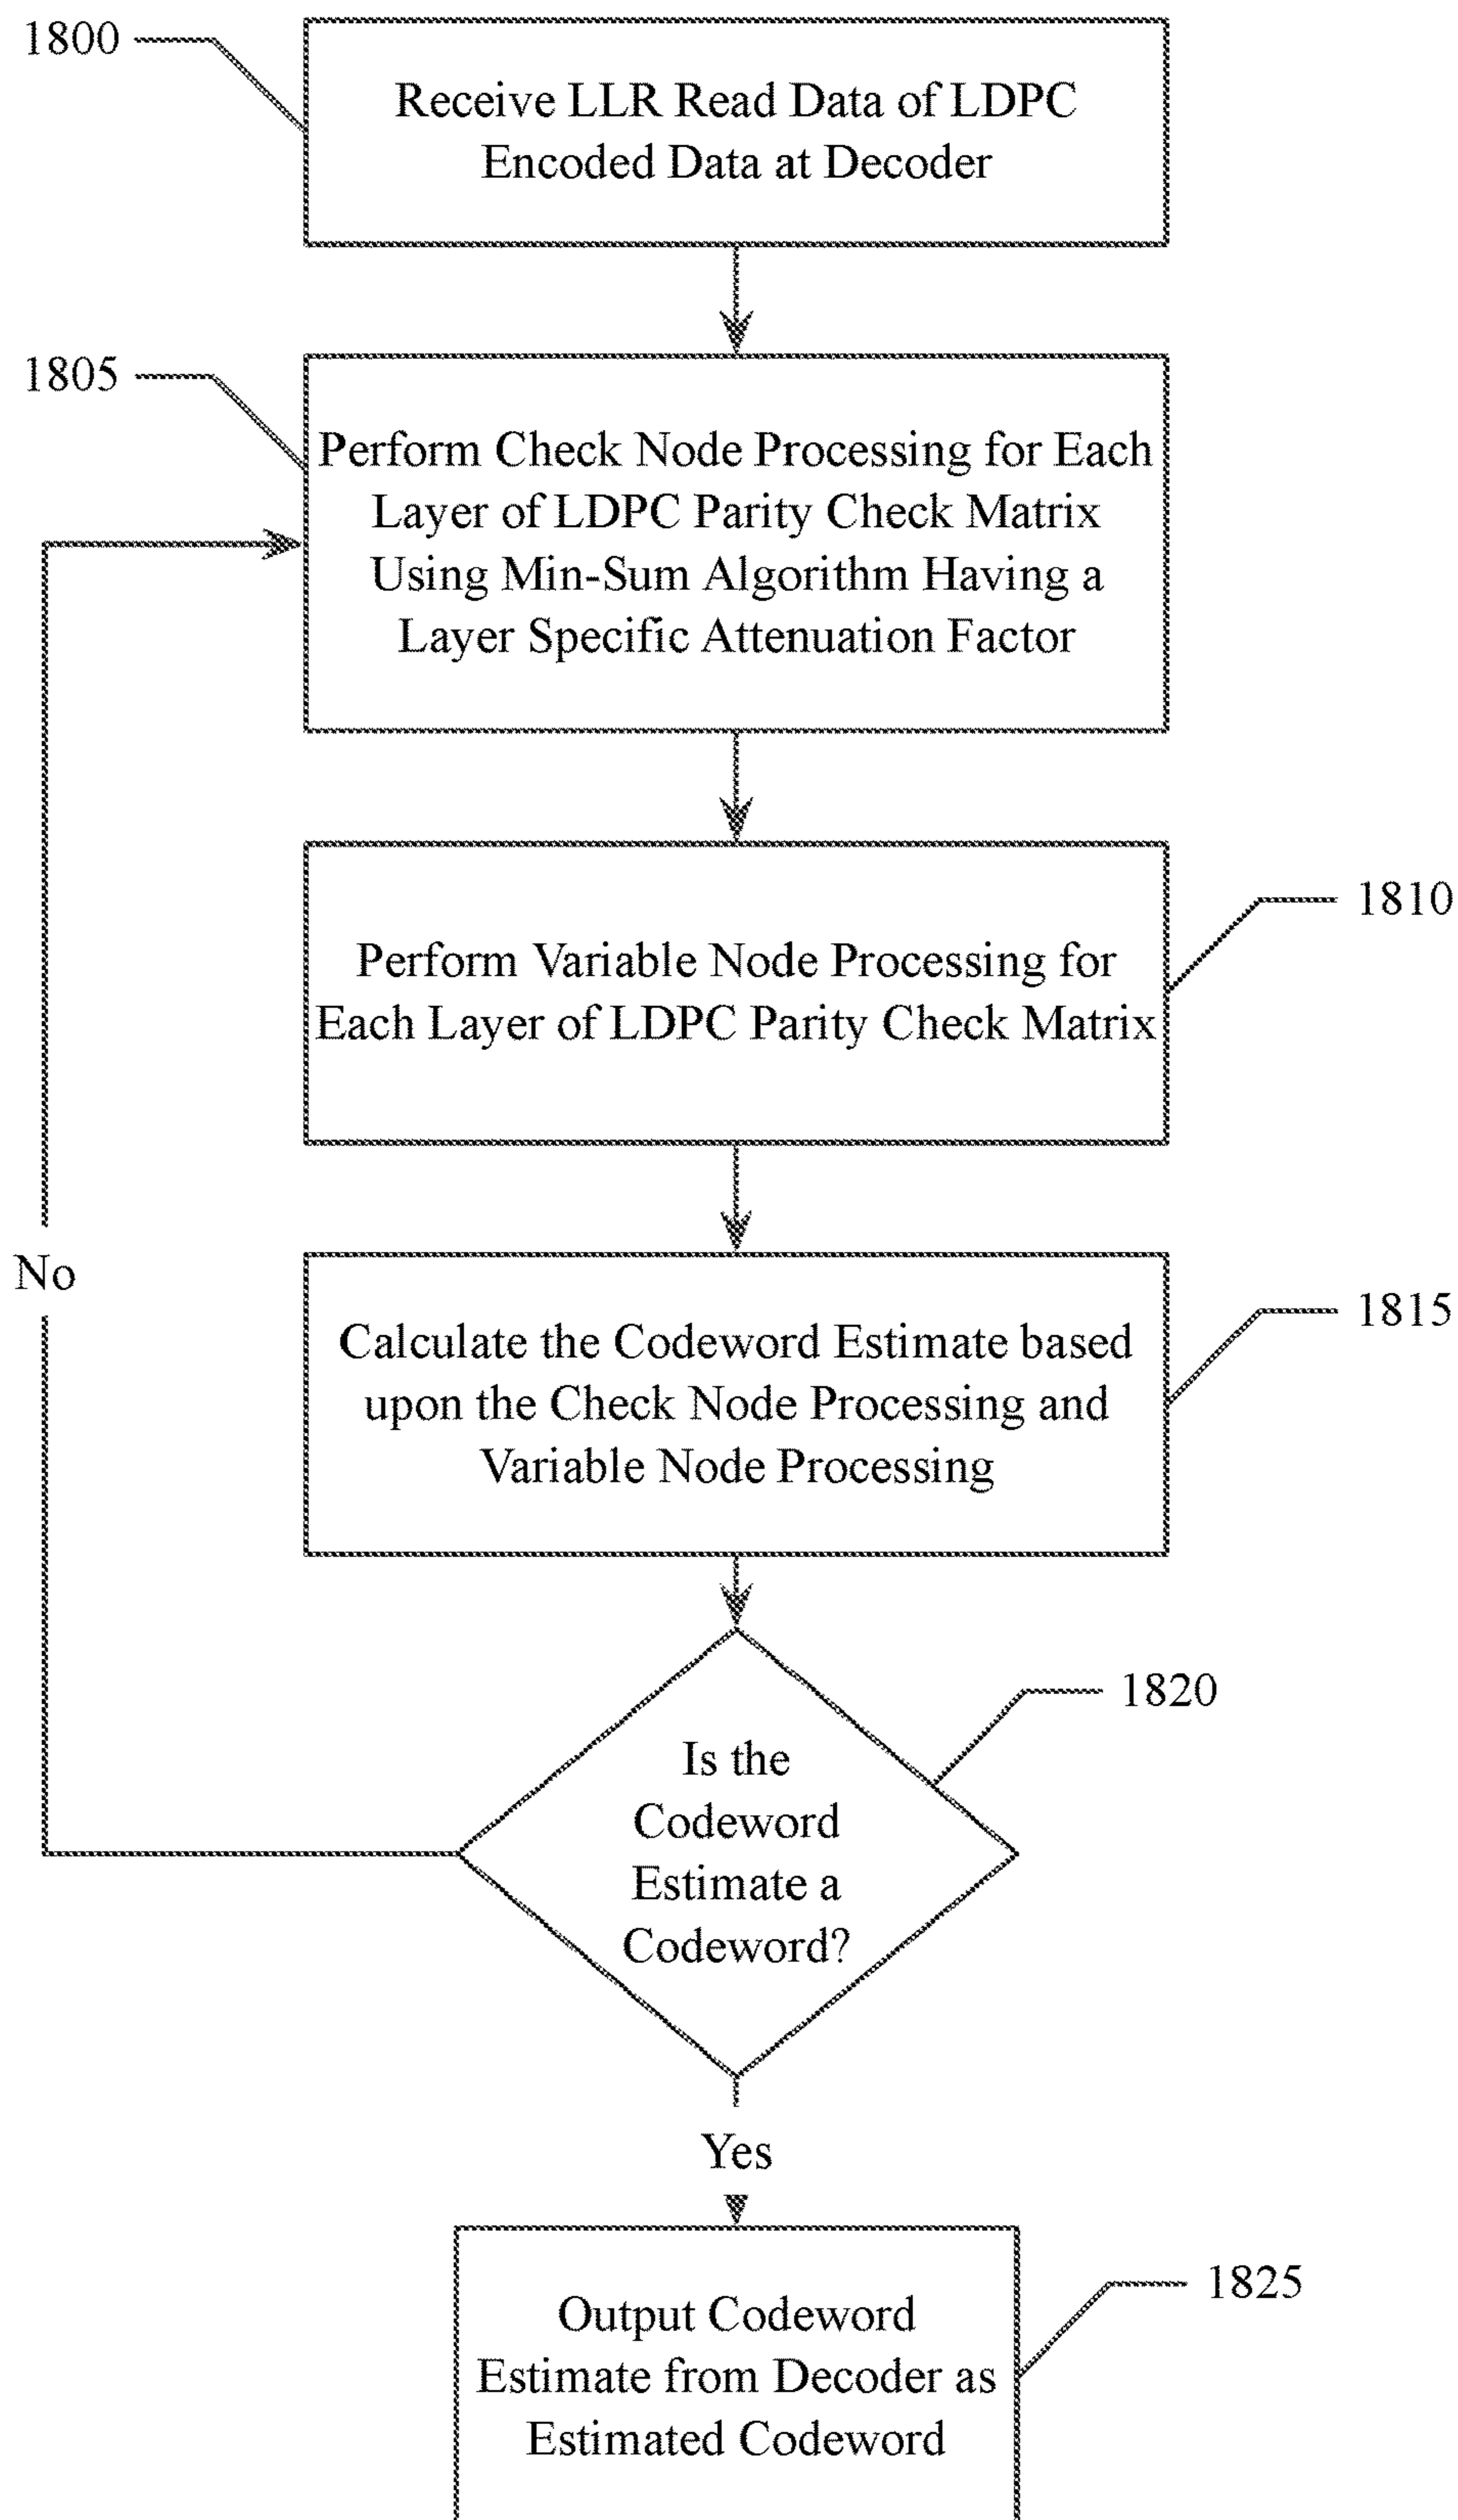 1800
Receive LLR Read Data of LDPC
Encoded Data at Decoder
1805
Perform Check Node Processing for Each
Layer of LDPC Parity Check Matrix
Using Min-Sum Algorithm Having a
Layer Specific Attenuation Factor
1810
Perform Variable Node Processing for
Each Layer of LDPC Parity Check Matrix
No
1815
Calculate the Codeword Estimate based
upon the Check Node Processing and
Variable Node Processing
1820
Is the
Codeword
Estimate a
Codeword?
Yes
1825
Output Codeword
Estimate from Decoder as
Estimated Codeword